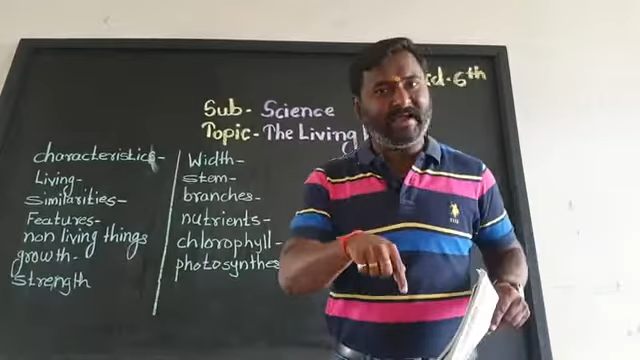 Std-6th
Sub- Science
Topic- The Living
characteristics-
Living-
Similarities-
Features-
non living things
growth-
Strength
Width-
stem-
branches-
nutrients-
chlorophyll-
photosynthes